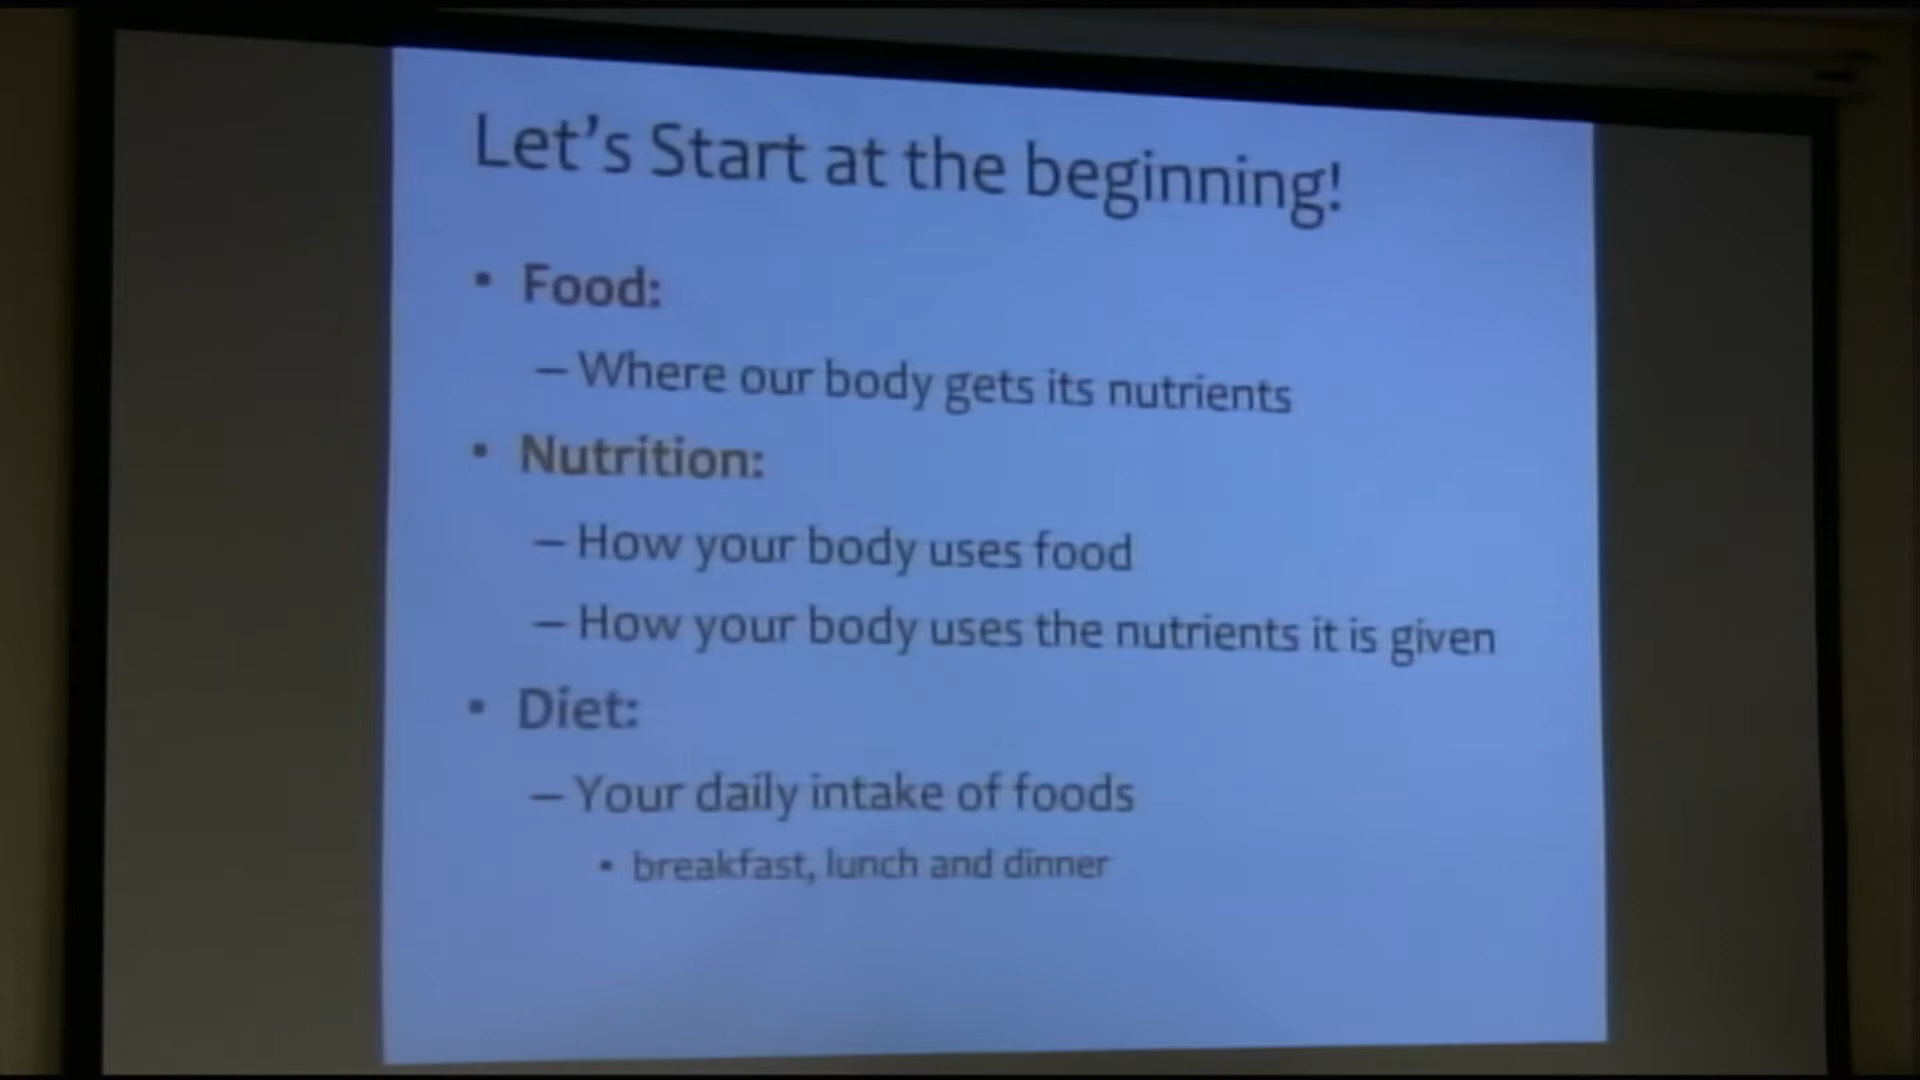 Let's Start at the beginning!
• Food:
– Where our body gets its nutrients
• Nutrition:
– How your body uses food
– How your body uses the nutrients it is given
• Diet:
– Your daily intake of foods
• breakfast, lunch and dinner